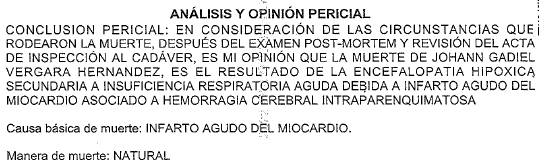 ANÁLISIS Y OPINIÓN PERICIAL
CONCLUSION PERICIAL: EN CONSIDERACIÓN DE LAS CIRCUNSTANCIAS QUE
RODEARON LA MUERTE, DESPUÉS DEL EXAMEN POST-MORTEM Y REVISIÓN DEL ACTA
DE INSPECCIÓN AL CADÁVER, ES MI OPINIÓN QUE LA MUERTE DE JOHANN GADIEL
VERGARA HERNANDEZ, ES EL RESULTADO DE LA ENCEFALOPATIA HIPOXICA
SECUNDARIA A INSUFICIENCIA RESPIRATORIA AGUDA DEBIDA A INFARTO AGUDO DEL
MIOCARDIO ASOCIADO A HEMORRAGIA CEREBRAL INTRAPARENQUIMATOSA
Causa básica de muerte: INFARTO AGUDO DEL MIOCARDIO.
Manera de muerte: NATURAL